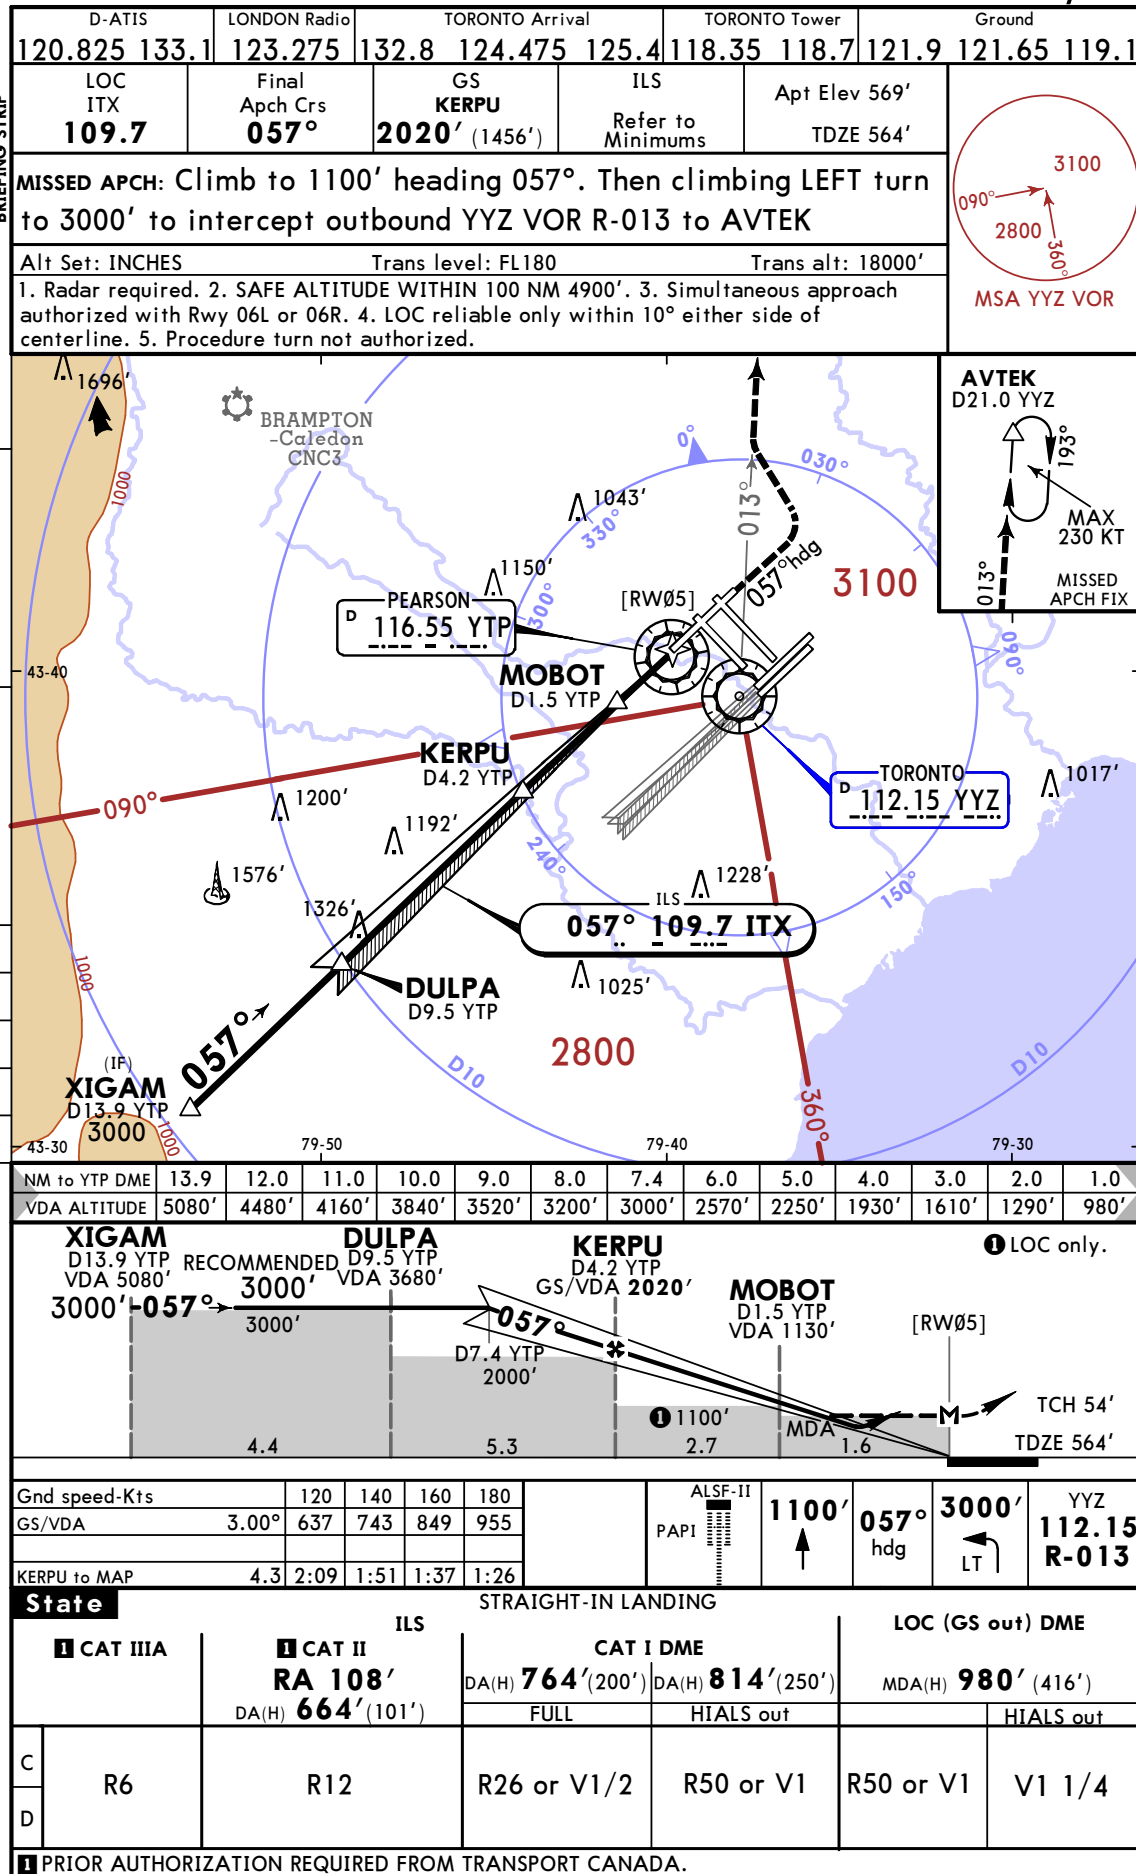 D-ATIS LONDON Radio TORONTO Arrival TORONTO Tower Ground
120.825 133.1 123.275 132.8 124.475 125.4 118.35 118.7 121.9 121.65 119.1
BRIEFING STRIP
LOC
ITX
109.7
Final
Apch Crs
057°
GS
KERPU
2020' (1456')
ILS
Refer to
Minimums
Apt Elev 569'
TDZE 564'
3100
090°
2800
360°
MSA YYZ VOR
MISSED APCH: Climb to 1100' heading 057°. Then climbing LEFT turn
to 3000' to intercept outbound YYZ VOR R-013 to AVTEK
Alt Set: INCHES Trans level: FL180 Trans alt: 18000'
1. Radar required. 2. SAFE ALTITUDE WITHIN 100 NM 4900'. 3. Simultaneous approach
authorized with Rwy 06L or 06R. 4. LOC reliable only within 10° either side of
centerline. 5. Procedure turn not authorized.
1696'
BRAMPTON
-Caledon
CNC3
1000
AVTEK
D21.0 YYZ
193°
MAX
230 KT
013°
MISSED
APCH FIX
0°
030°
013°
1043'
330°
057° hdg
3100
1150'
300°
[RWØ5]
PEARSON
D 116.55 YTP
090°
43-40
MOBOT
D1.5 YTP
KERPU
D4.2 YTP
TORONTO
D 112.15 YYZ
1017'
090°
1200'
1192'
240°
150°
1576'
1228'
1326'
ILS
057° 109.7 ITX
1000
1025'
DULPA
D9.5 YTP
057°
2800
D10
D10
(IF)
XIGAM
D13.9 YTP
3000
1000
360°
43-30 79-50 79-40 79-30
NM to YTP DME 13.9 12.0 11.0 10.0 9.0 8.0 7.4 6.0 5.0 4.0 3.0 2.0 1.0
VDA ALTITUDE 5080' 4480' 4160' 3840' 3520' 3200' 3000' 2570' 2250' 1930' 1610' 1290' 980'
XIGAM
D13.9 YTP
VDA 5080'
RECOMMENDED
DULPA
D9.5 YTP
VDA 3680'
KERPU
D4.2 YTP
GS/VDA 2020'
1 LOC only.
MOBOT
D1.5 YTP
VDA 1130'
3000' 057° 3000'
3000'
057°
[RWØ5]
D7.4 YTP
2000'
1 1100'
MDA
M
TCH 54'
TDZE 564'
4.4 5.3 2.7 1.6
Gnd speed-Kts 120 140 160 180
GS/VDA 3.00° 637 743 849 955
KERPU to MAP 4.3 2:09 1:51 1:37 1:26
ALSF-II
PAPI
1100'
057°
hdg
3000'
LT
YYZ
112.15
R-013
State
STRAIGHT-IN LANDING
ILS LOC (GS out) DME
1 CAT IIIA 1 CAT II CAT I DME
RA 108'
DA(H) 664' (101')
DA(H) 764' (200') DA(H) 814' (250') MDA(H) 980' (416')
FULL HIALS out HIALS out
C
D
R6 R12 R26 or V1/2 R50 or V1 R50 or V1 V1 1/4
1 PRIOR AUTHORIZATION REQUIRED FROM TRANSPORT CANADA.